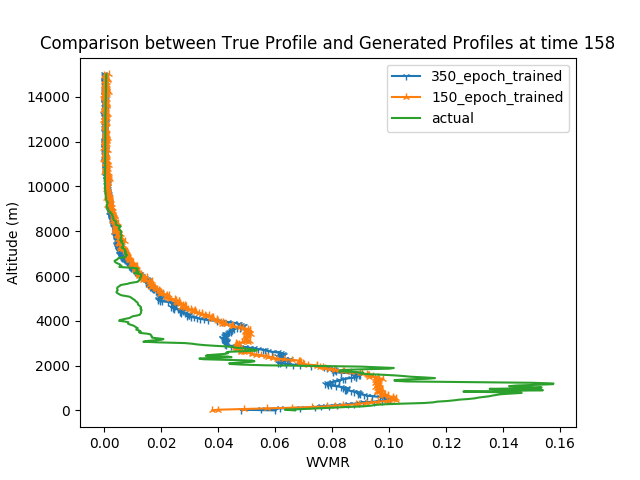 Comparison between True Profile and Generated Profiles at time 158
350_epoch_trained
150_epoch_trained
actual
14000
12000
10000
8000
6000
4000
2000
0
Altitude (m)
0.00 0.02 0.04 0.06 0.08 0.10 0.12 0.14 0.16
WVMR